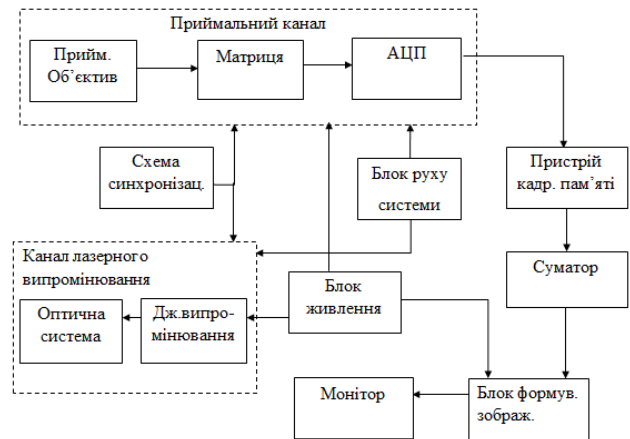 Приймальний канал
Прийм.
Об’єктив
Матриця
АЦП
Схема
синхронізац.
Блок руху
системи
Пристрій
кадр. пам’яті
Канал лазерного
випромінювання
Оптична
система
Дж.випро-
мінювання
Блок
живлення
Суматор
Монітор
Блок формув.
зображ.